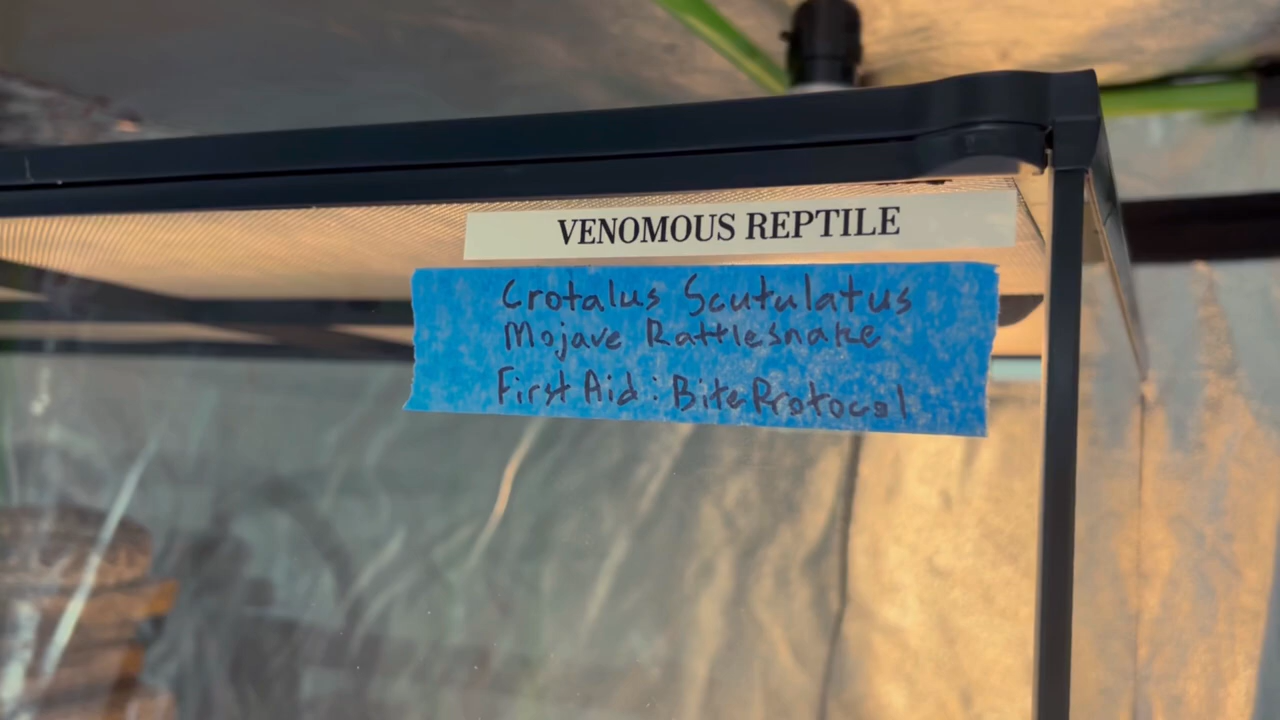 VENOMOUS REPTILE
Crotalus Scutulatus
Mojave Rattlesnake
First Aid: Bite Protocol